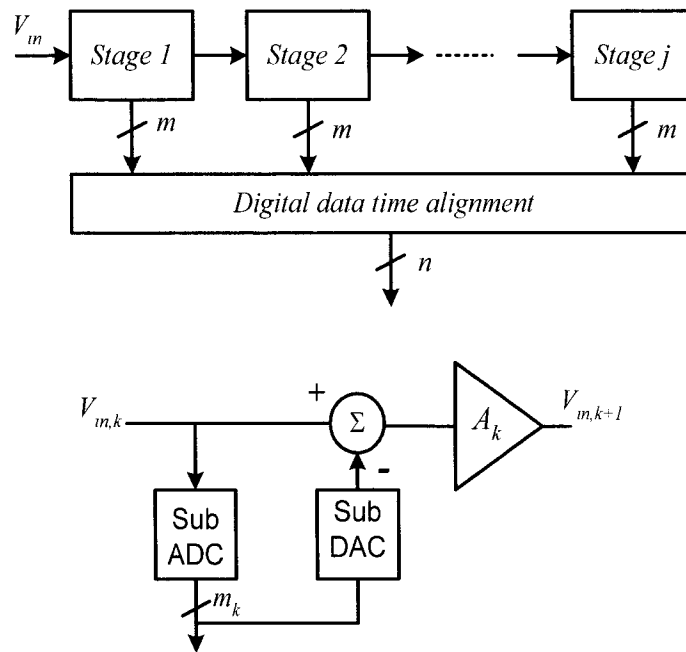 V_in
Stage 1
Stage 2
Stage j
m
m
m
Digital data time alignment
n
V_in,k
+
Σ
-
A_k
V_in,k+1
Sub
ADC
Sub
DAC
m_k